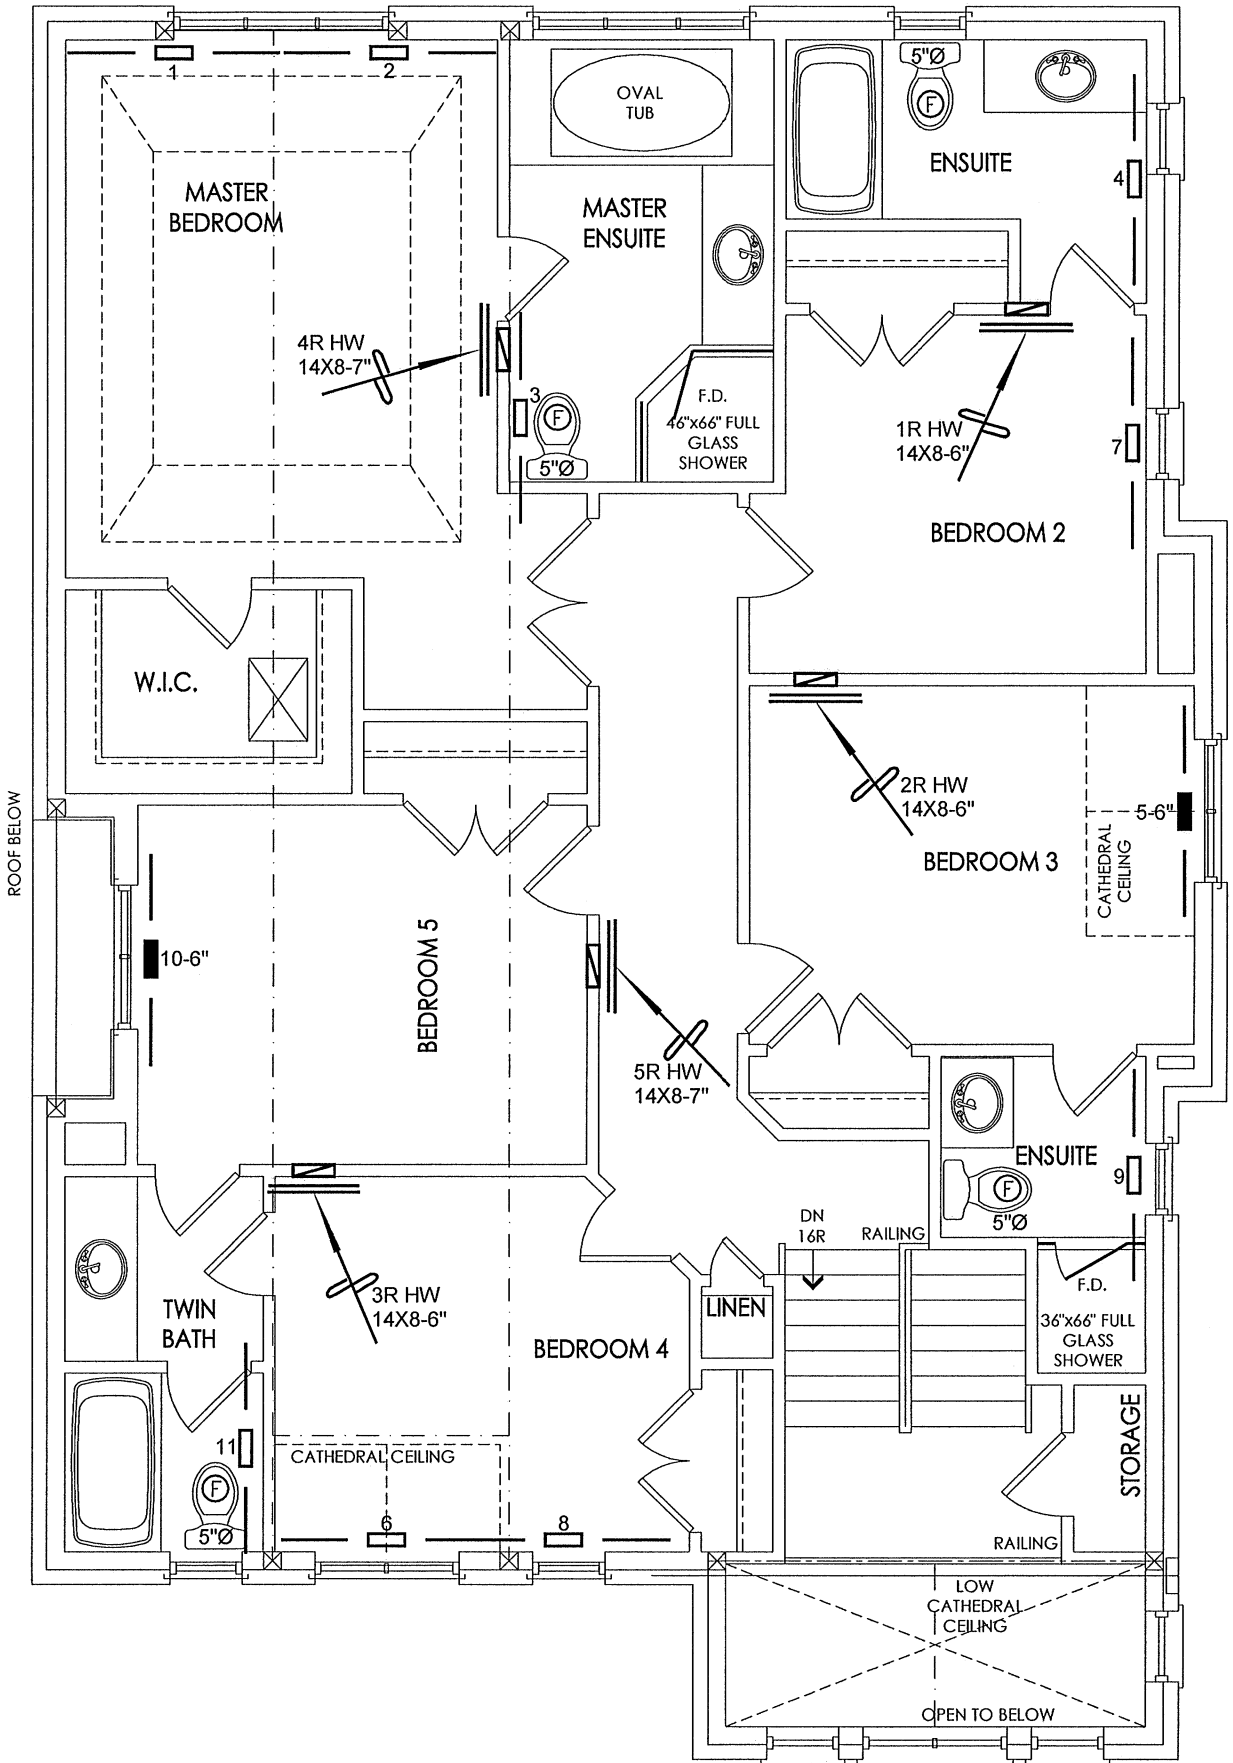 1
2
OVAL
TUB
5"Ø
F
ENSUITE
4
MASTER
BEDROOM
MASTER
ENSUITE
4R HW
14X8-7"
3
F
5"Ø
F.D.
46"x66" FULL
GLASS
SHOWER
1R HW
14X8-6"
7
BEDROOM 2
W.I.C.
2R HW
14X8-6"
5-6"
BEDROOM 3
CATHEDRAL
CEILING
ROOF BELOW
10-6"
BEDROOM 5
5R HW
14X8-7"
ENSUITE
9
F
5"Ø
DN
16R
RAILING
F.D.
36"x66" FULL
GLASS
SHOWER
TWIN
BATH
3R HW
14X8-6"
LINEN
BEDROOM 4
11
F
5"Ø
CATHEDRAL CEILING
6
8
STORAGE
RAILING
LOW
CATHEDRAL
CEILING
OPEN TO BELOW